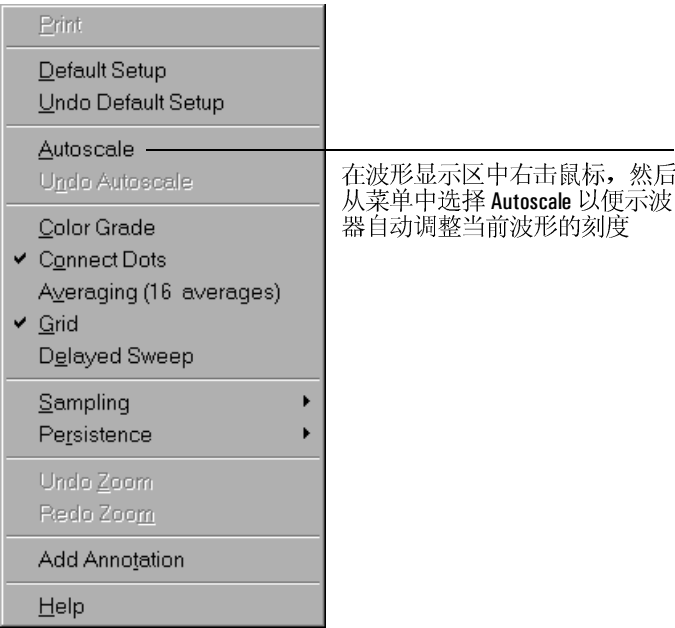 Print
Default Setup
Undo Default Setup
Autoscale
Undo Autoscale
Color Grade
Connect Dots
Averaging (16 averages)
Grid
Delayed Sweep
Sampling
Persistence
Undo Zoom
Redo Zoom
Add Annotation
Help
在波形显示区中右击鼠标，然后
从菜单中选择 Autoscale 以便示波
器自动调整当前波形的刻度